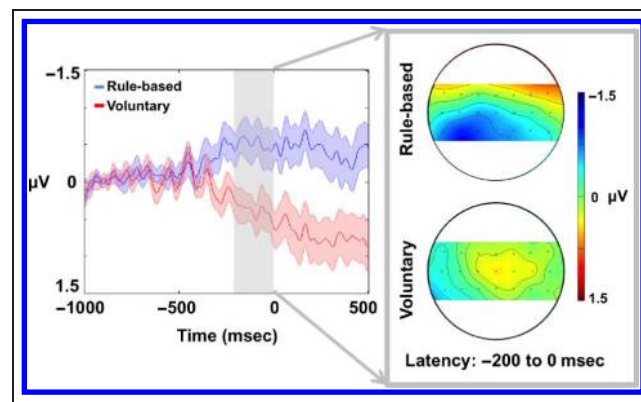 −1.5
Rule-based
Voluntary
μV
0
1.5
−1000
−500
0
500
Time (msec)
Rule-based
Voluntary
−1.5
0 μV
1.5
Latency: −200 to 0 msec